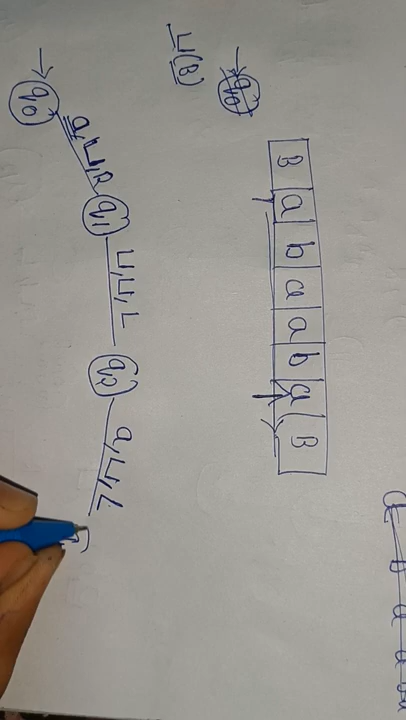 q0
⊔(B)
B a b a a b a B
q0 a,⊔,R q1 ⊔,⊔,L q2 a,⊔,L